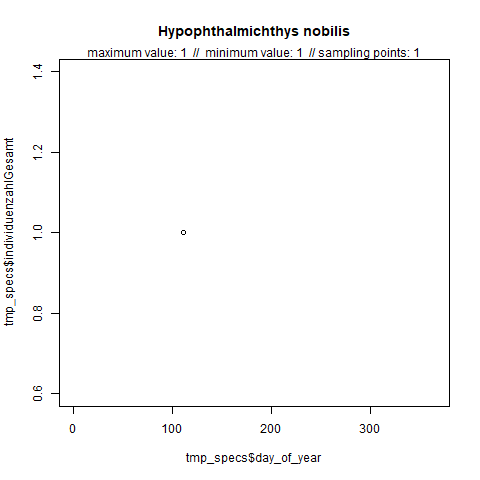 Hypophthalmichthys nobilis
maximum value: 1 // minimum value: 1 // sampling points: 1
tmp_specs$individuenzahlGesamt
1.4
1.2
1.0
0.8
0.6
0 100 200 300
tmp_specs$day_of_year